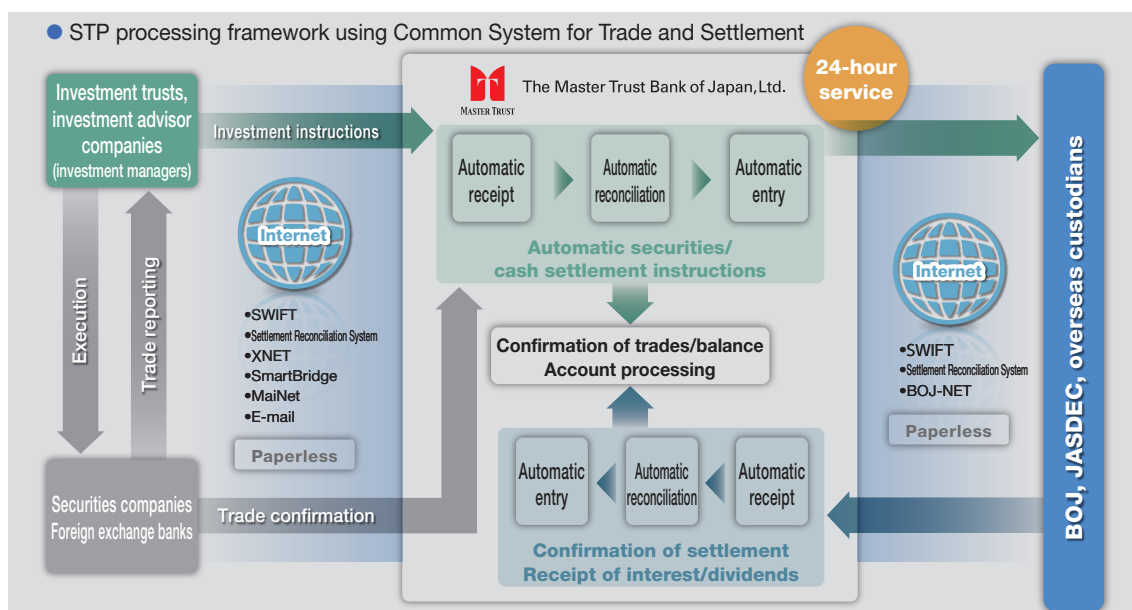 ● STP processing framework using Common System for Trade and Settlement
Investment trusts,
investment advisor
companies
(investment managers)
Investment instructions
MASTER TRUST
The Master Trust Bank of Japan,Ltd.
24-hour
service
Automatic
receipt
Automatic
reconciliation
Automatic
entry
Automatic securities/
cash settlement instructions
Internet
•SWIFT
•Settlement Reconciliation System
•XNET
•SmartBridge
•MaiNet
•E-mail
Paperless
Execution
Trade reporting
Confirmation of trades/balance
Account processing
Internet
•SWIFT
•Settlement Reconciliation System
•BOJ-NET
Paperless
BOJ, JASDEC, overseas custodians
Securities companies
Foreign exchange banks
Trade confirmation
Automatic
entry
Automatic
reconciliation
Automatic
receipt
Confirmation of settlement
Receipt of interest/dividends